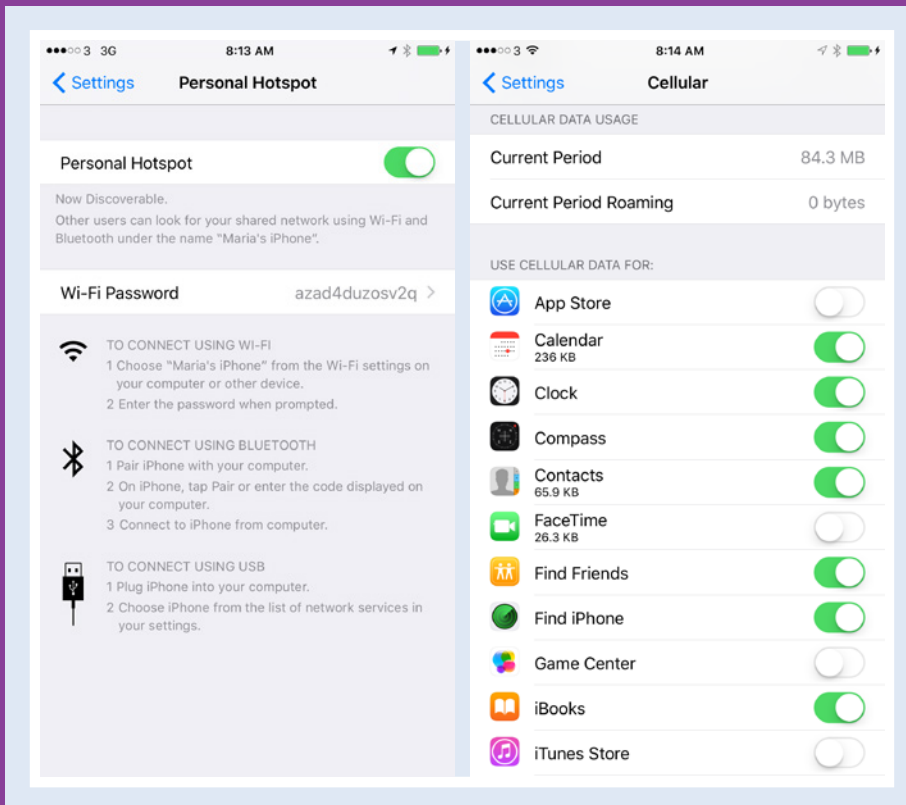 3 3G 8:13 AM
Settings Personal Hotspot
Personal Hotspot
Now Discoverable.
Other users can look for your shared network using Wi-Fi and
Bluetooth under the name "Maria's iPhone".
Wi-Fi Password azad4duzosv2q
TO CONNECT USING WI-FI
1 Choose "Maria's iPhone" from the Wi-Fi settings on
your computer or other device.
2 Enter the password when prompted.
TO CONNECT USING BLUETOOTH
1 Pair iPhone with your computer.
2 On iPhone, tap Pair or enter the code displayed on
your computer.
3 Connect to iPhone from computer.
TO CONNECT USING USB
1 Plug iPhone into your computer.
2 Choose iPhone from the list of network services in
your settings.
3 8:14 AM
Settings Cellular
CELLULAR DATA USAGE
Current Period 84.3 MB
Current Period Roaming 0 bytes
USE CELLULAR DATA FOR:
App Store
Calendar
236 KB
Clock
Compass
Contacts
65.9 KB
FaceTime
26.3 KB
Find Friends
Find iPhone
Game Center
iBooks
iTunes Store